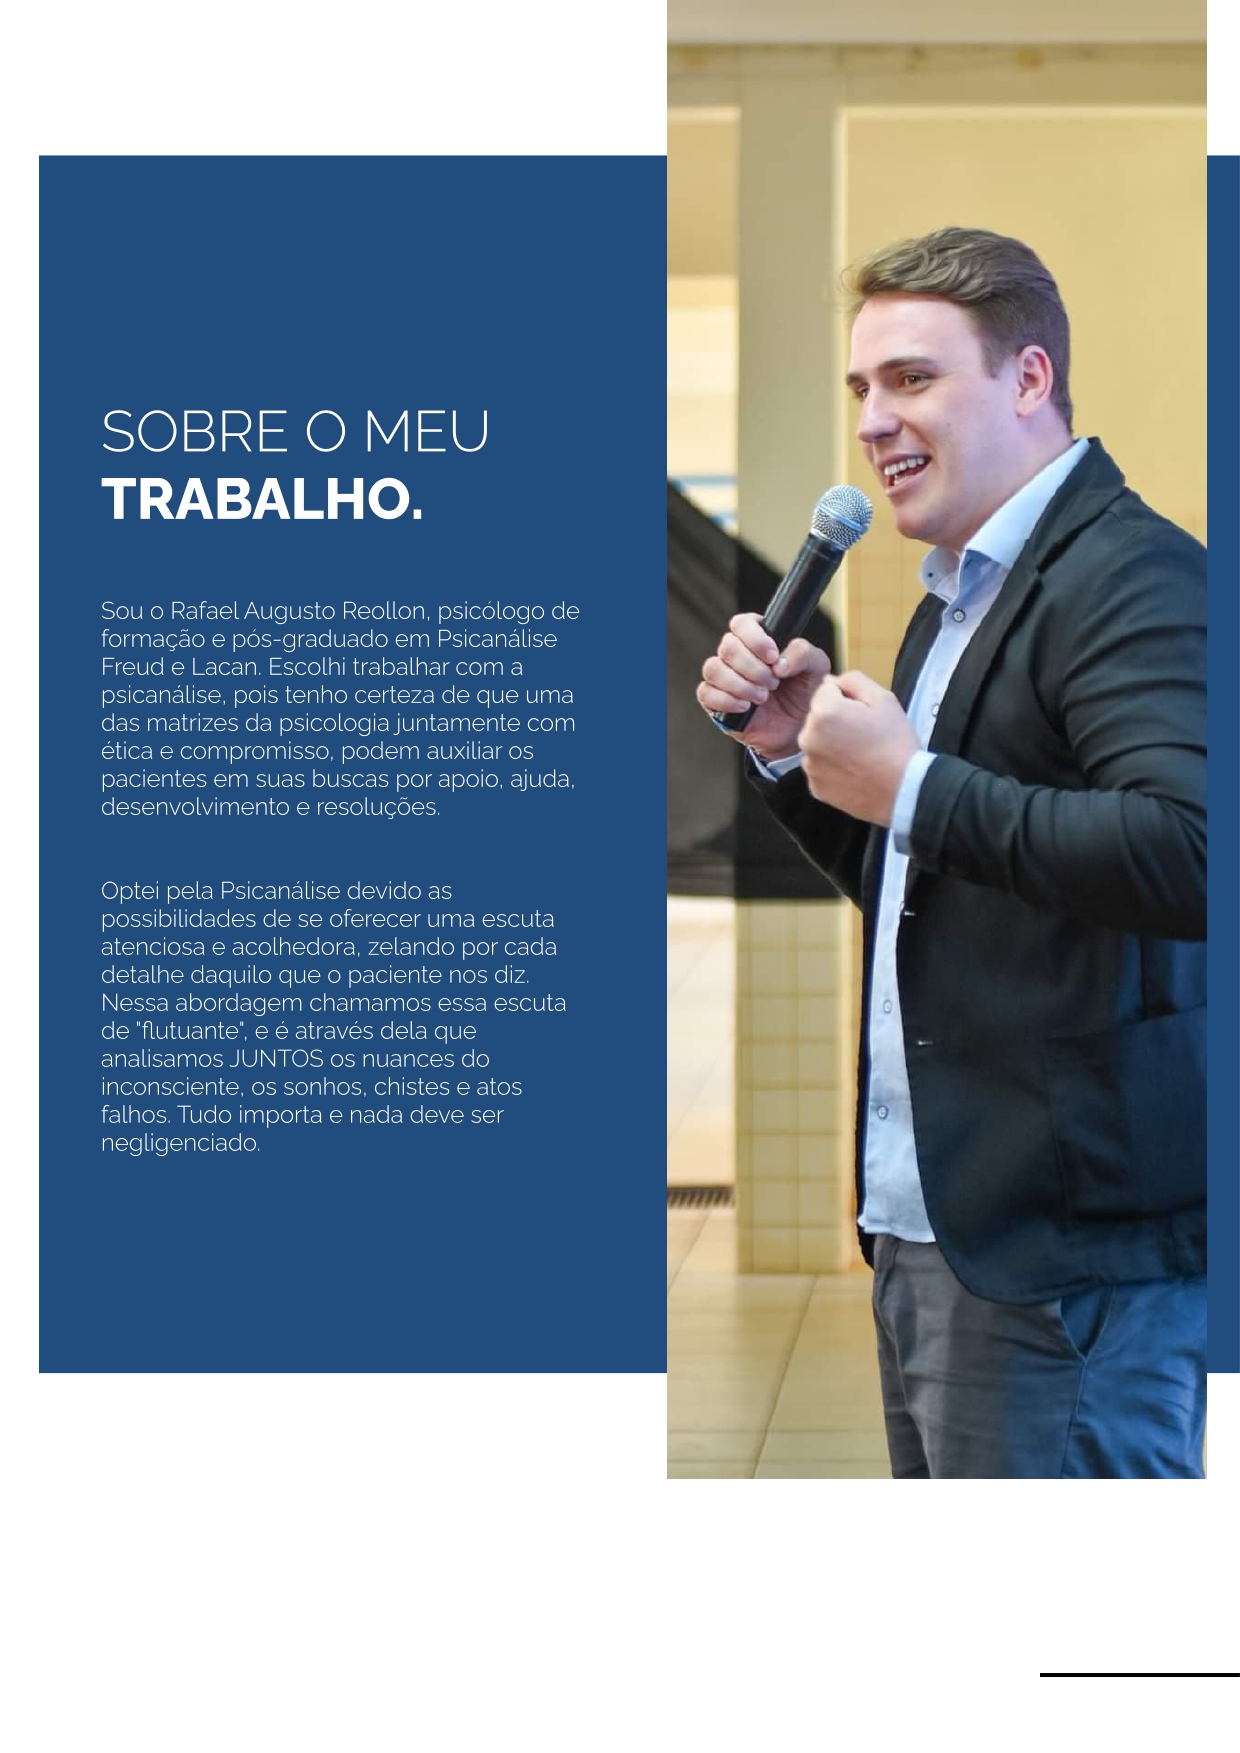 SOBRE O MEU
TRABALHO.
Sou o Rafael Augusto Reollon, psicólogo de
formação e pós-graduado em Psicanálise
Freud e Lacan. Escolhi trabalhar com a
psicanálise, pois tenho certeza de que uma
das matrizes da psicologia juntamente com
ética e compromisso, podem auxiliar os
pacientes em suas buscas por apoio, ajuda,
desenvolvimento e resoluções.
Optei pela Psicanálise devido as
possibilidades de se oferecer uma escuta
atenciosa e acolhedora, zelando por cada
detalhe daquilo que o paciente nos diz.
Nessa abordagem chamamos essa escuta
de "flutuante", e é através dela que
analisamos JUNTOS os nuances do
inconsciente, os sonhos, chistes e atos
falhos. Tudo importa e nada deve ser
negligenciado.